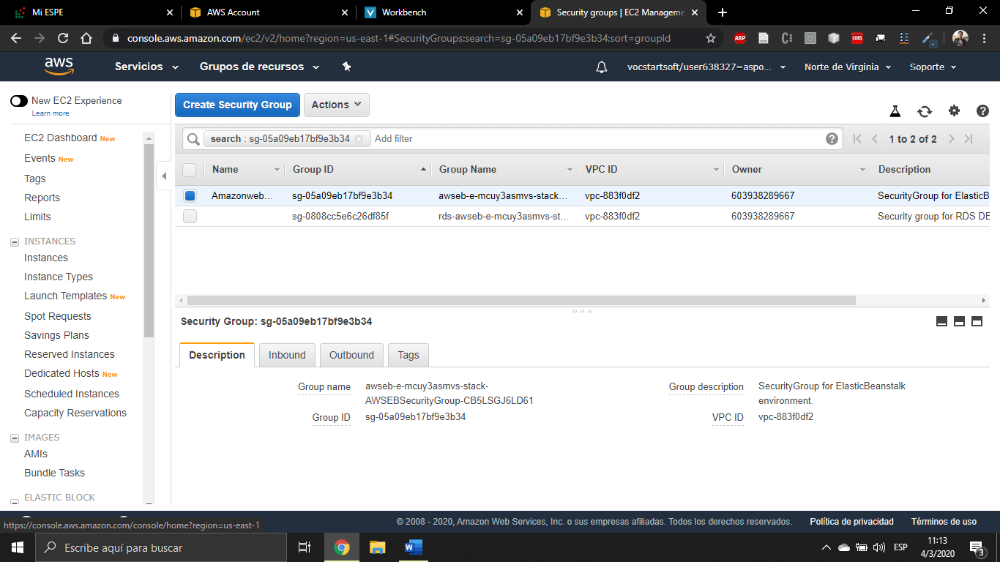 Mi ESPE
AWS Account
Workbench
Security groups | EC2 Manageme
console.aws.amazon.com/ec2/v2/home?region=us-east-1#SecurityGroups:search=sg-05a09eb17bf9e3b34;sort=groupId
ABP
CORS
aws
Servicios
Grupos de recursos
vocstartsoft/user638327=aspo...
Norte de Virginia
Soporte
New EC2 Experience
Learn more
EC2 Dashboard New
Events New
Tags
Reports
Limits
INSTANCES
Instances
Instance Types
Launch Templates New
Spot Requests
Savings Plans
Reserved Instances
Dedicated Hosts New
Scheduled Instances
Capacity Reservations
IMAGES
AMIs
Bundle Tasks
ELASTIC BLOCK
Create Security Group
Actions
search : sg-05a09eb17bf9e3b34
Add filter
1 to 2 of 2
Name Group ID Group Name VPC ID Owner Description
Amazonweb... sg-05a09eb17bf9e3b34 awseb-e-mcuy3asmvs-stack... vpc-883f0df2 603938289667 SecurityGroup for ElasticB
sg-0808cc5e6c26df85f rds-awseb-e-mcuy3asmvs-st... vpc-883f0df2 603938289667 Security group for RDS DE
Security Group: sg-05a09eb17bf9e3b34
Description
Inbound
Outbound
Tags
Group name awseb-e-mcuy3asmvs-stack-
AWSEBSecurityGroup-CB5LSGJ6LD61
Group description SecurityGroup for ElasticBeanstalk
environment.
Group ID sg-05a09eb17bf9e3b34
VPC ID vpc-883f0df2
https://console.aws.amazon.com/console/home?region=us-east-1
© 2008 - 2020, Amazon Web Services, Inc. o sus empresas afiliadas. Todos los derechos reservados.
Política de privacidad
Términos de uso
Escribe aquí para buscar
ESP
11:13
4/3/2020
3